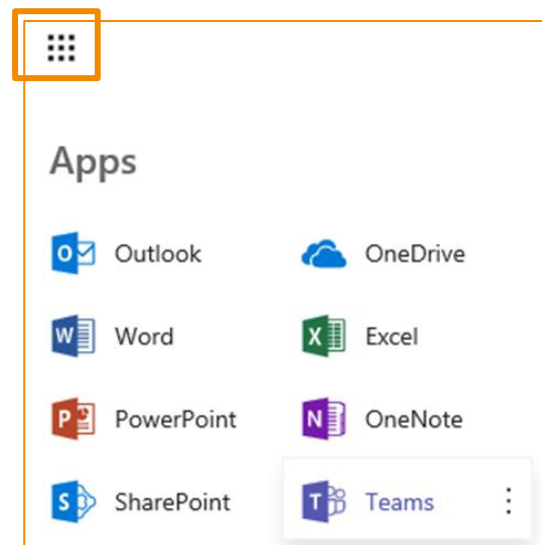 Apps
Outlook OneDrive
Word Excel
PowerPoint OneNote
SharePoint Teams